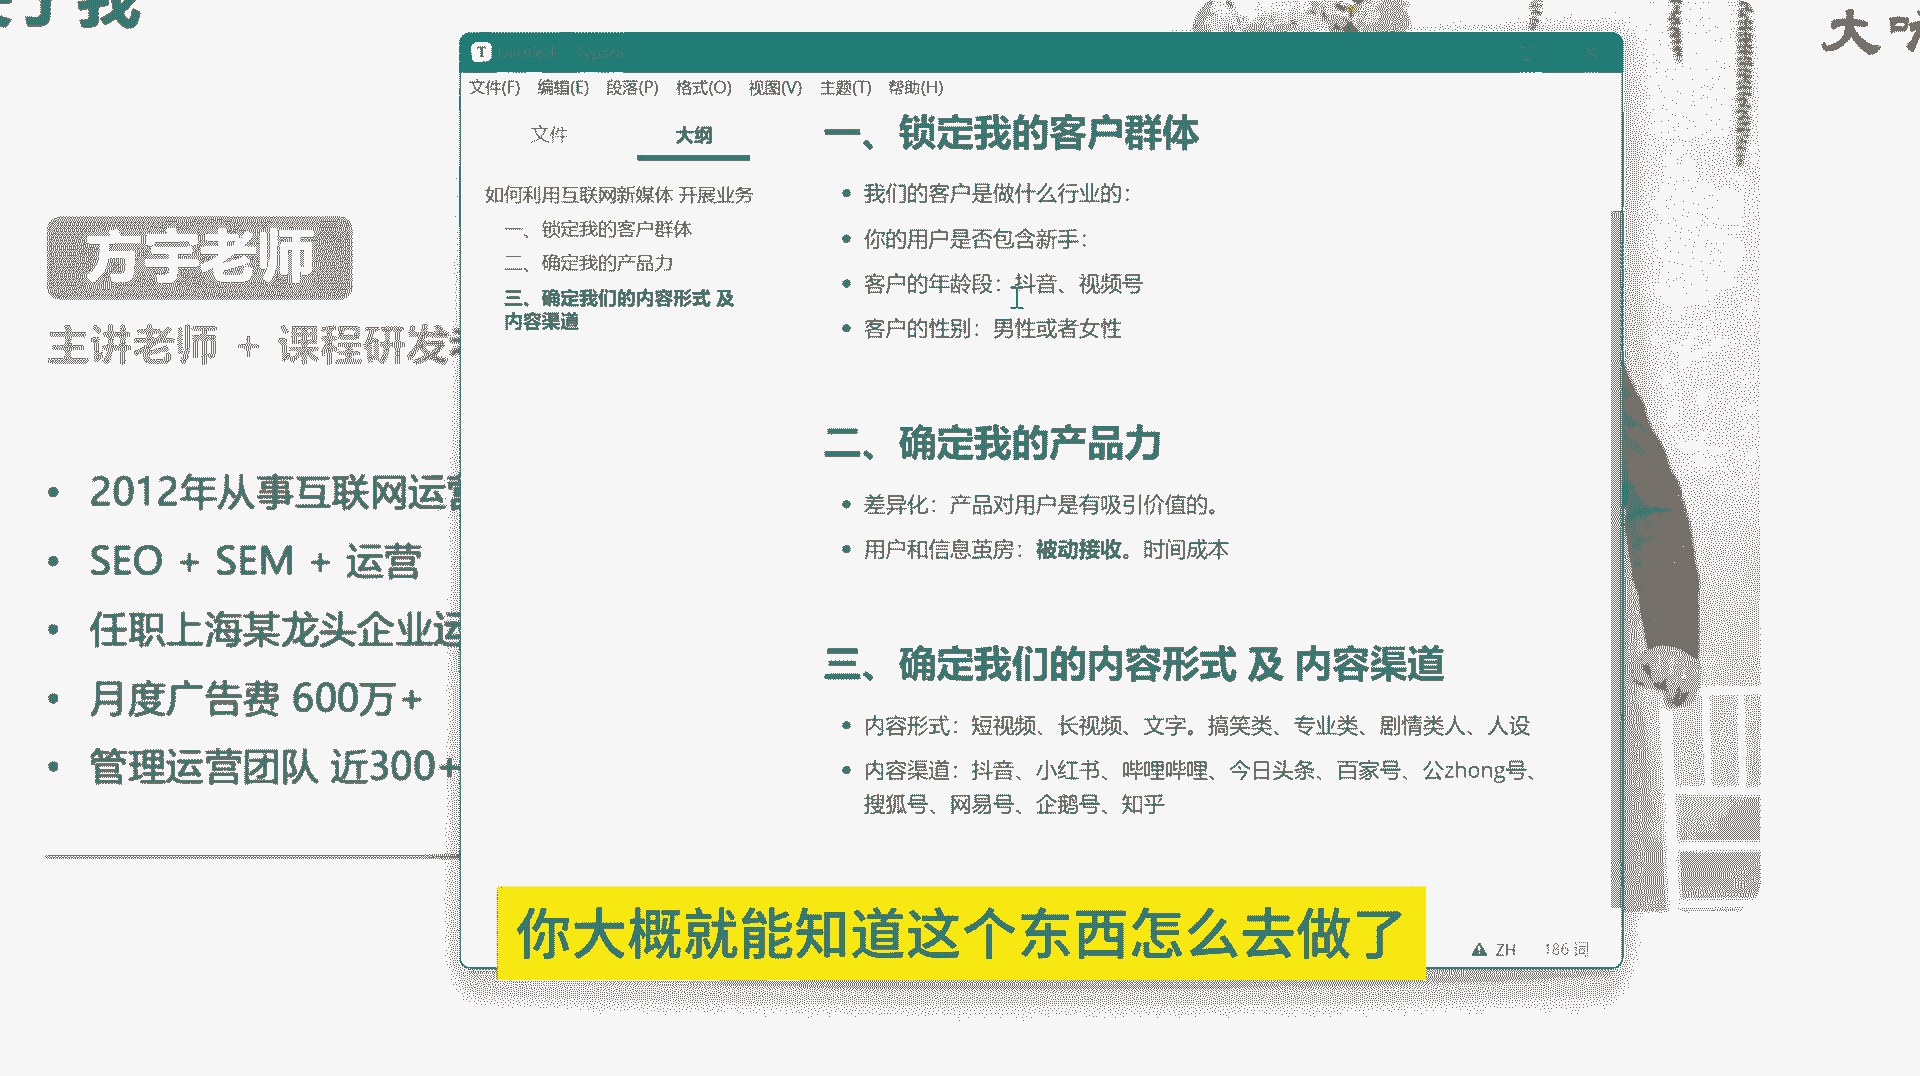 我
大
方宇老师
主讲老师 + 课程研发
2012年从事互联网运营
SEO + SEM + 运营
任职上海某龙头企业运
月度广告费 600万+
管理运营团队 近300+
文件(F) 编辑(E) 段落(P) 格式(O) 视图(V) 主题(T) 帮助(H)
文件 大纲
如何利用互联网新媒体 开展业务
一、锁定我的客户群体
二、确定我的产品力
三、确定我们的内容形式 及
内容渠道
一、锁定我的客户群体
我们的客户是做什么行业的：
你的用户是否包含新手：
客户的年龄段：抖音、视频号
客户的性别：男性或者女性
二、确定我的产品力
差异化：产品对用户是有吸引价值的。
用户和信息茧房：被动接收。时间成本
三、确定我们的内容形式 及 内容渠道
内容形式：短视频、长视频、文字。搞笑类、专业类、剧情类人、人设
内容渠道：抖音、小红书、哔哩哔哩、今日头条、百家号、公zhong号、
搜狐号、网易号、企鹅号、知乎
ZH 186 词
你大概就能知道这个东西怎么去做了